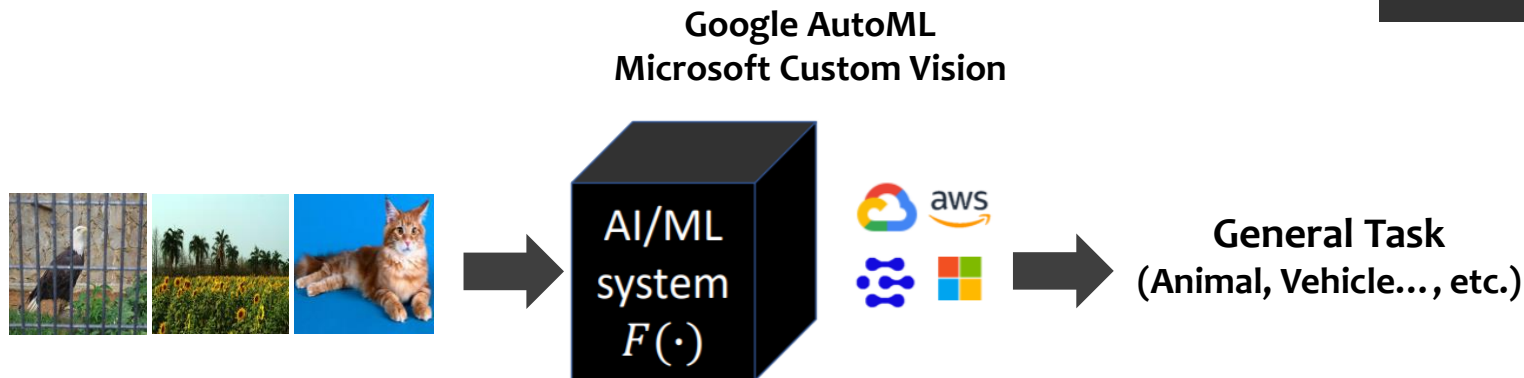 Google AutoML
Microsoft Custom Vision
AI/ML
system
F(·)
aws
General Task
(Animal, Vehicle…, etc.)